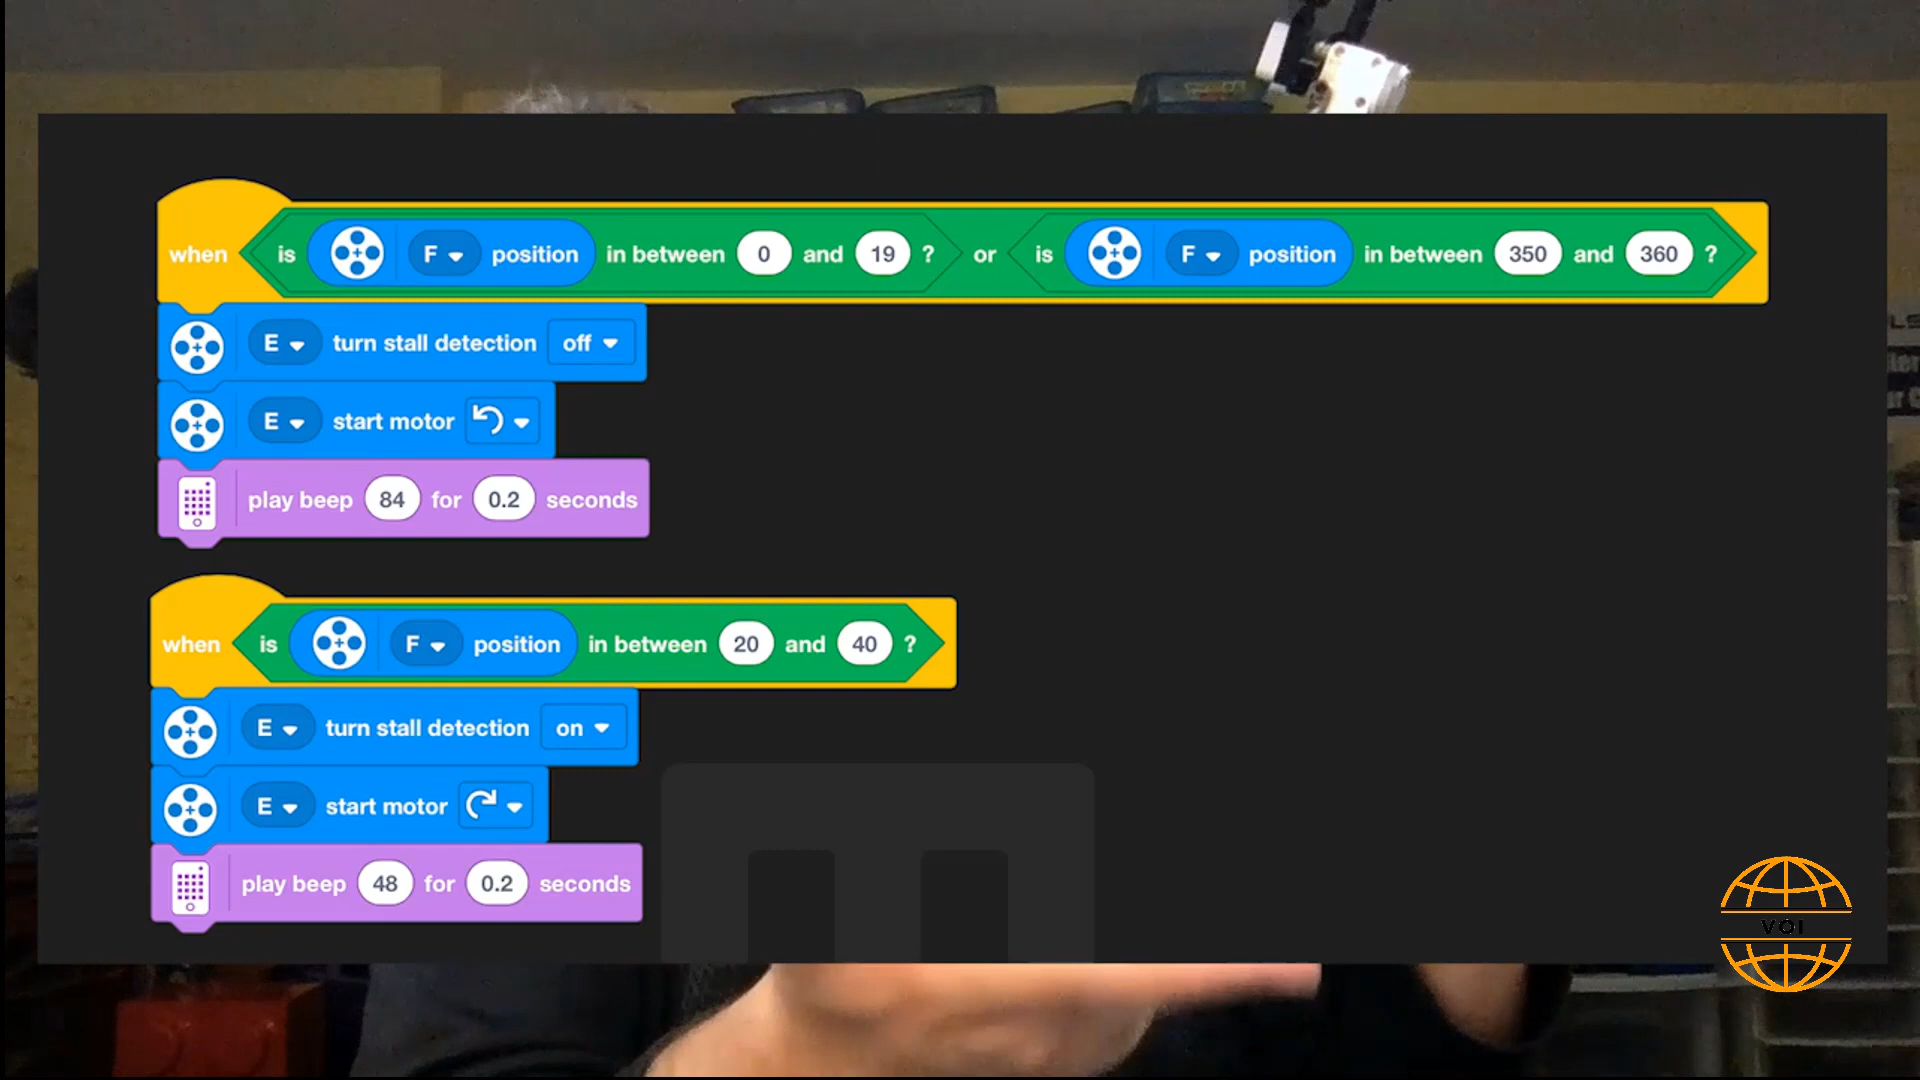 when is F position in between 0 and 19 ? or is F position in between 350 and 360 ?
E turn stall detection off
E start motor
play beep 84 for 0.2 seconds
when is F position in between 20 and 40 ?
E turn stall detection on
E start motor
play beep 48 for 0.2 seconds
VOI